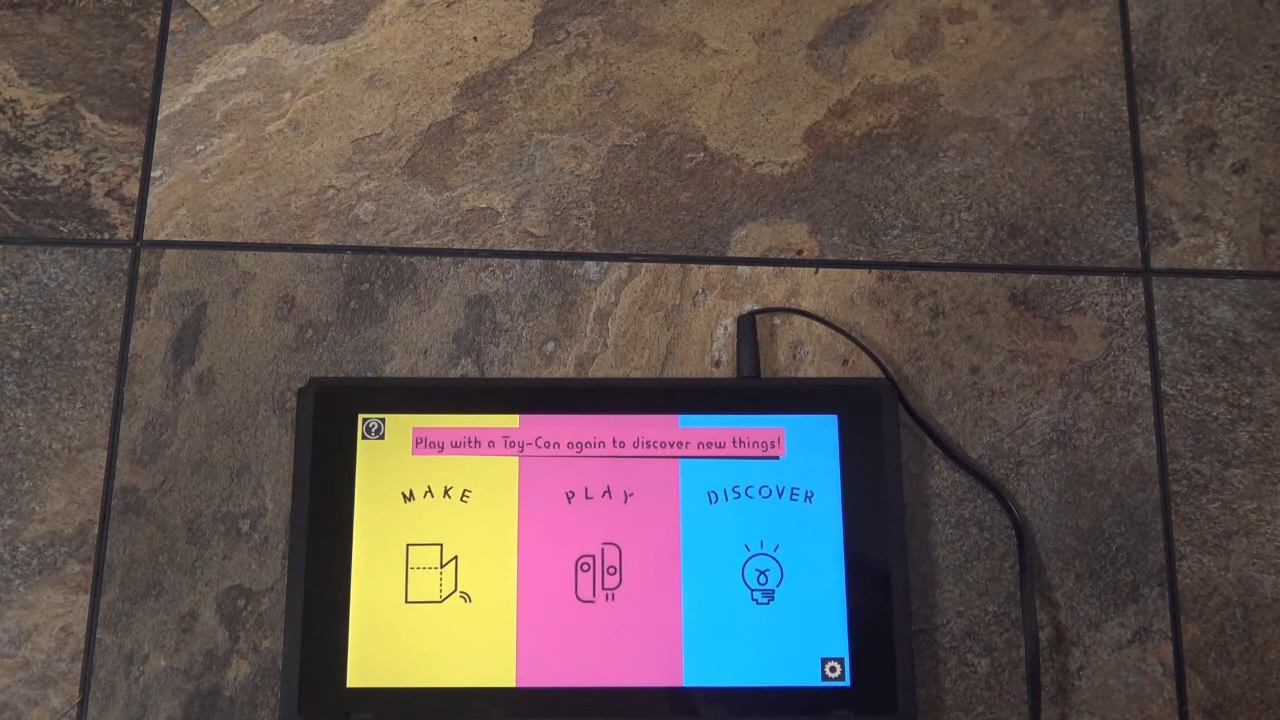 ?
Play with a Toy-Con again to discover new things!
MAKE
PLAY
DISCOVER